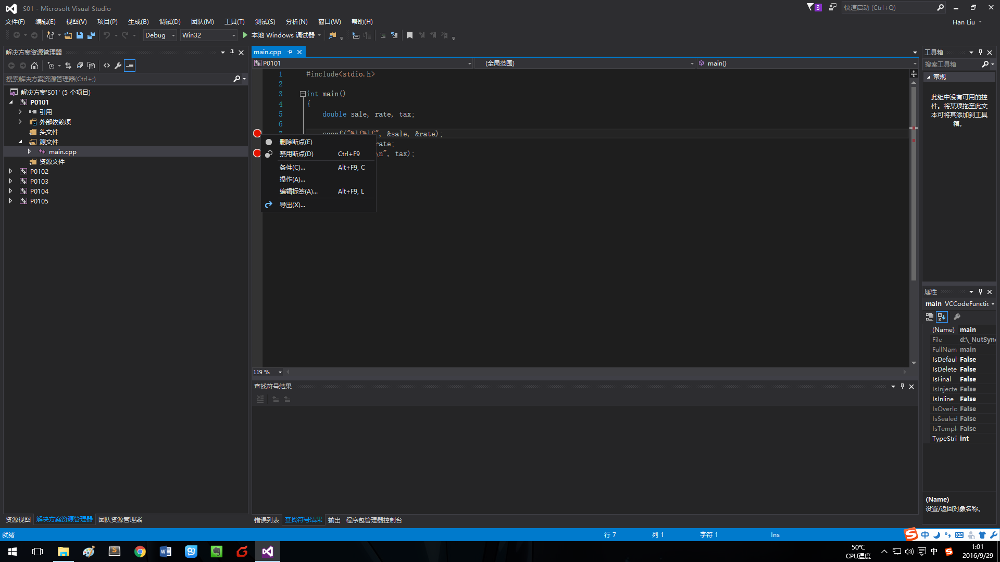 S01 - Microsoft Visual Studio
3
快速启动 (Ctrl+Q)
文件(F) 编辑(E) 视图(V) 项目(P) 生成(B) 调试(D) 团队(M) 工具(T) 测试(S) 分析(N) 窗口(W) 帮助(H)
Han Liu
Debug Win32 本地 Windows 调试器
解决方案资源管理器
搜索解决方案资源管理器(Ctrl+;)
解决方案'S01' (5 个项目)
P0101
引用
外部依赖项
头文件
源文件
main.cpp
资源文件
P0102
P0103
P0104
P0105
资源视图 解决方案资源管理器 团队资源管理器
main.cpp
P0101 (全局范围) main()
1 #include<stdio.h>
2
3 int main()
4 {
5 double sale, rate, tax;
6
7 scanf("%lf%lf", &sale, &rate);
rate;
\n", tax);
删除断点(E)
禁用断点(D) Ctrl+F9
条件(C)... Alt+F9, C
操作(A)...
编辑标签(A)... Alt+F9, L
导出(X)...
119 %
查找符号结果
错误列表 查找符号结果 输出 程序包管理器控制台
工具箱
搜索工具箱
常规
此组中没有可用的控
件。将某项拖至此文
本可将其添加到工具
箱。
属性
main VCCodeFunctic
(Name) main
File d:\_NutSync
FullName main
IsDefaul False
IsDelete False
IsFinal False
IsInjecte False
IsInline False
IsOverlo False
IsSealed False
IsTempla False
TypeStri int
(Name)
设置/返回对象名称。
就绪 行 7 列 1 字符 1 Ins
中
50℃
CPU温度
中
1:01
2016/9/29